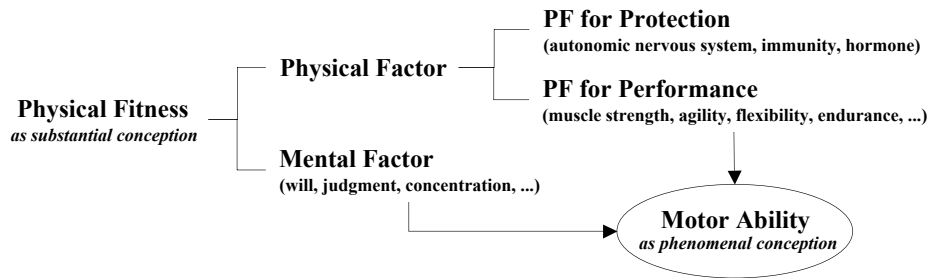 PF for Protection
(autonomic nervous system, immunity, hormone)
Physical Factor
PF for Performance
(muscle strength, agility, flexibility, endurance, ...)
Physical Fitness
as substantial conception
Mental Factor
(will, judgment, concentration, ...)
Motor Ability
as phenomenal conception